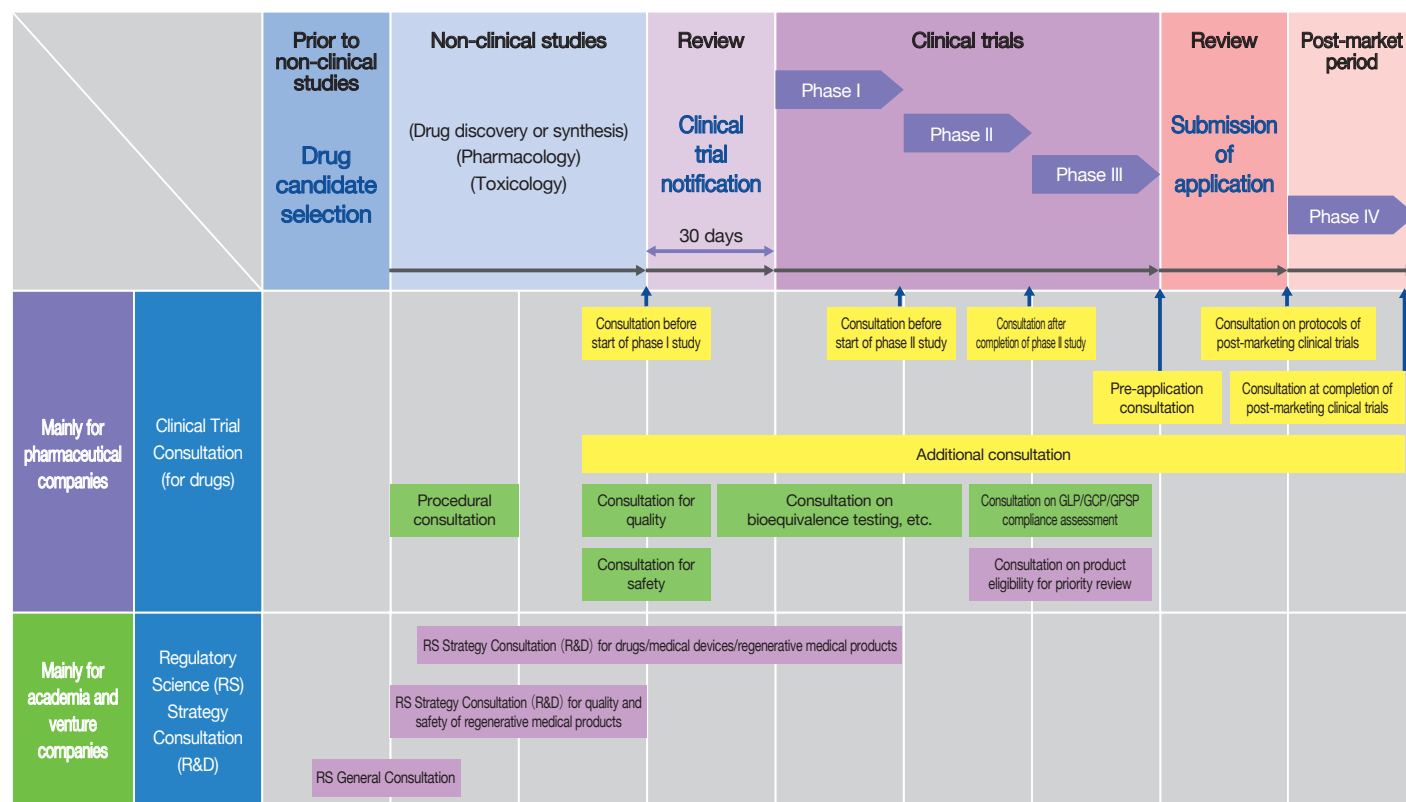 Prior to
non-clinical
studies
Drug
candidate
selection
Non-clinical studies
(Drug discovery or synthesis)
(Pharmacology)
(Toxicology)
Review
Clinical
trial
notification
30 days
Clinical trials
Phase I
Phase II
Phase III
Review
Submission
of
application
Post-market
period
Phase IV
Mainly for
pharmaceutical
companies
Clinical Trial
Consultation
(for drugs)
Consultation before
start of phase I study
Consultation before
start of phase II study
Consultation after
completion of phase II study
Consultation on protocols of
post-marketing clinical trials
Pre-application
consultation
Consultation at completion of
post-marketing clinical trials
Additional consultation
Procedural
consultation
Consultation for
quality
Consultation on
bioequivalence testing, etc.
Consultation on GLP/GCP/GPSP
compliance assessment
Consultation for
safety
Consultation on product
eligibility for priority review
Mainly for
academia and
venture
companies
Regulatory
Science (RS)
Strategy
Consultation
(R&D)
RS Strategy Consultation (R&D) for drugs/medical devices/regenerative medical products
RS Strategy Consultation (R&D) for quality and
safety of regenerative medical products
RS General Consultation